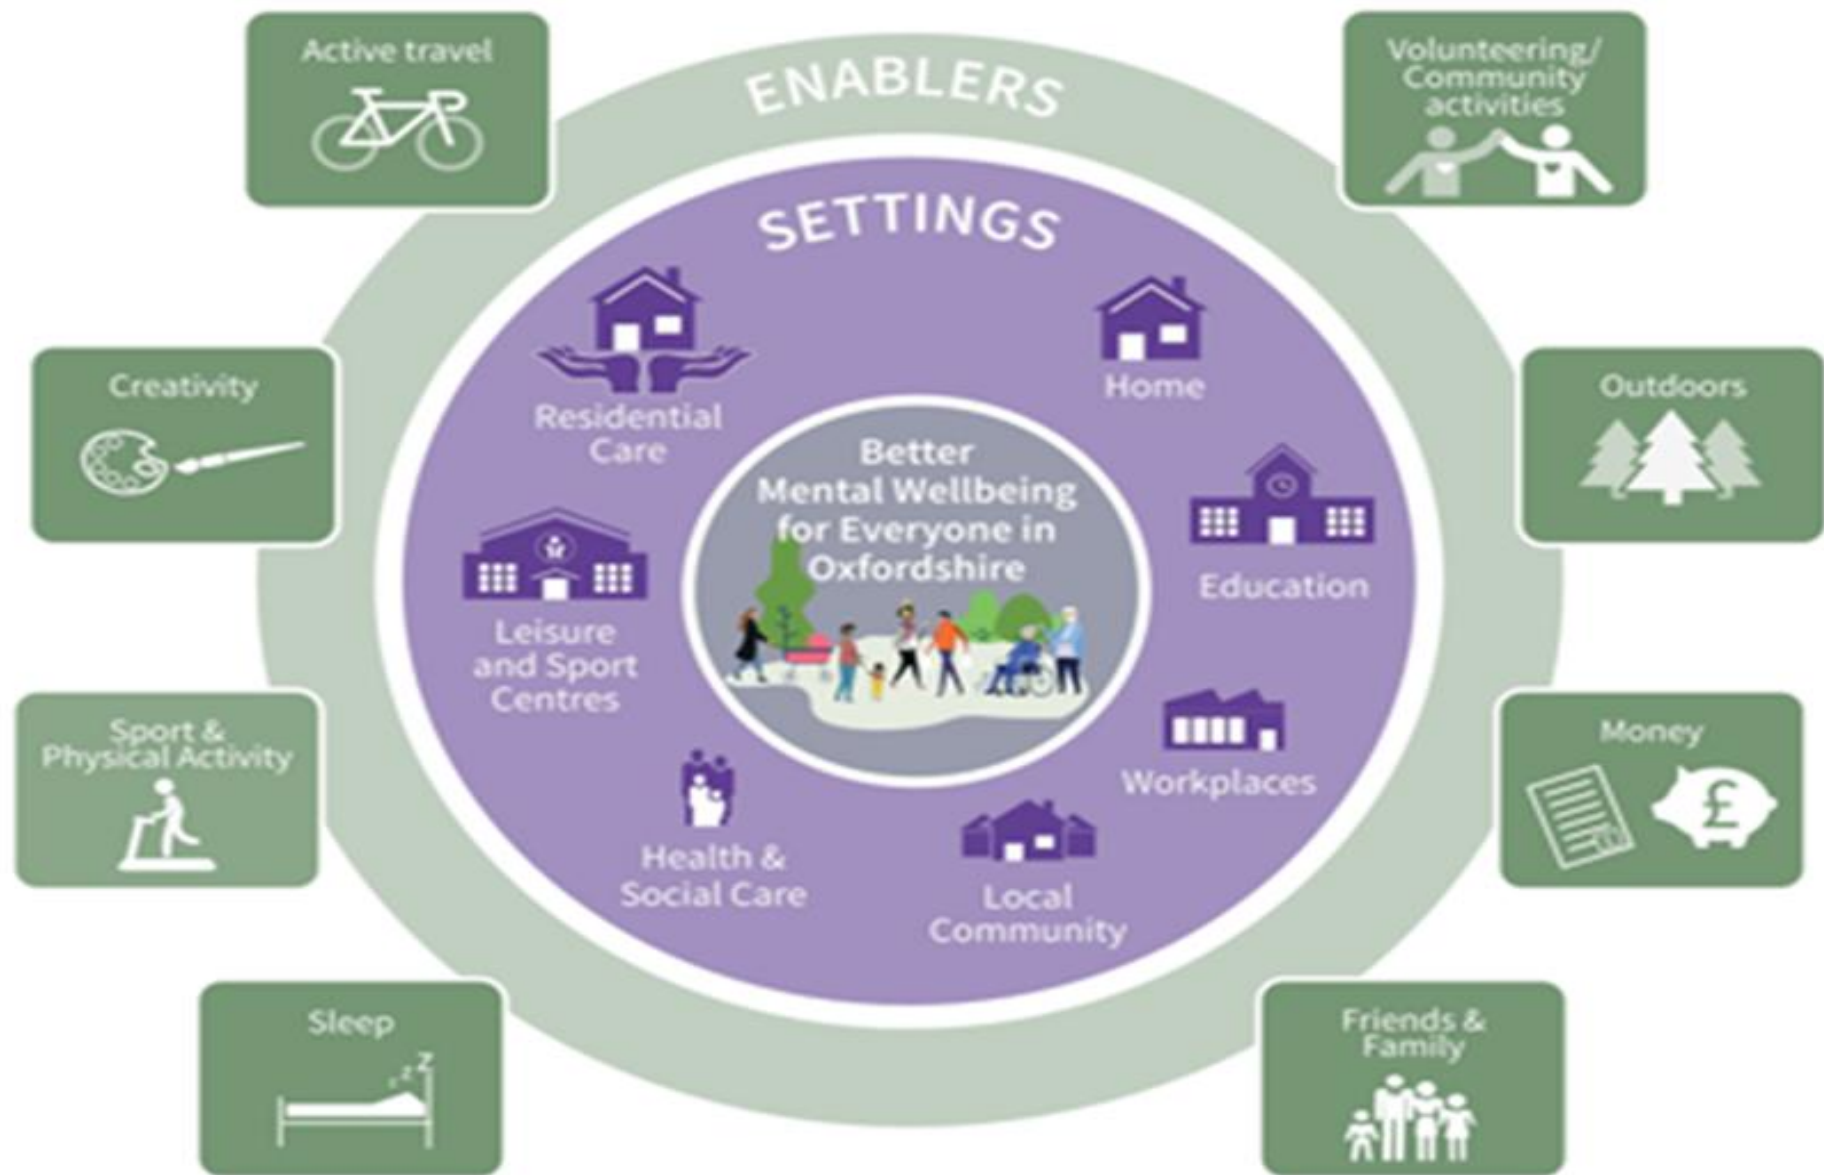 Active travel
ENABLERS
Volunteering/
Community
activities
SETTINGS
Residential
Care
Home
Creativity
Outdoors
Better
Mental Wellbeing
for Everyone in
Oxfordshire
Education
Leisure
and Sport
Centres
Sport &
Physical Activity
Money
£
Workplaces
Health &
Social Care
Local
Community
Sleep
z z Z
Friends &
Family